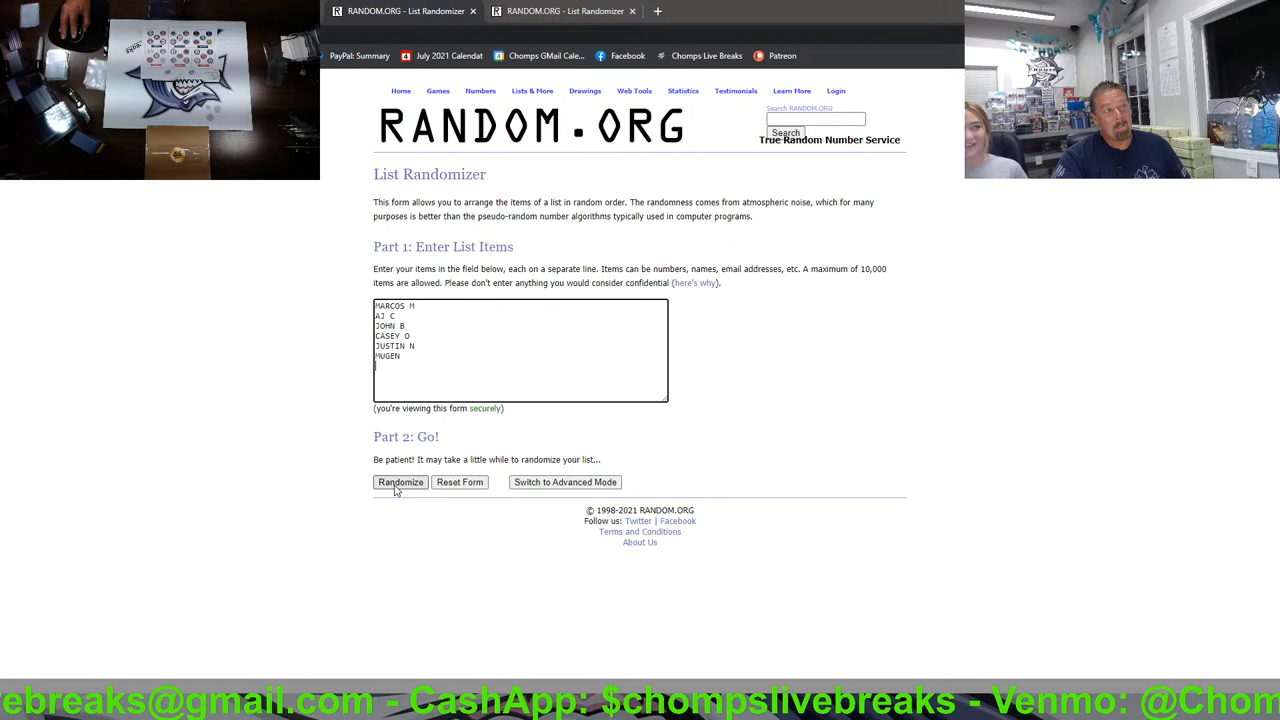 RANDOM.ORG - List Randomizer
RANDOM.ORG - List Randomizer
PayPal: Summary
July 2021 Calendat
Chomps GMail Cale...
Facebook
Chomps Live Breaks
Patreon
Home
Games
Numbers
Lists & More
Drawings
Web Tools
Statistics
Testimonials
Learn More
Login
RANDOM.ORG
Search RANDOM.ORG
Search
True Random Number Service
List Randomizer
This form allows you to arrange the items of a list in random order. The randomness comes from atmospheric noise, which for many
purposes is better than the pseudo-random number algorithms typically used in computer programs.
Part 1: Enter List Items
Enter your items in the field below, each on a separate line. Items can be numbers, names, email addresses, etc. A maximum of 10,000
items are allowed. Please don't enter anything you would consider confidential (here's why).
MARCOS M
AJ C
JOHN B
CASEY O
JUSTIN N
MUGEN
(you're viewing this form securely)
Part 2: Go!
Be patient! It may take a little while to randomize your list...
Randomize
Reset Form
Switch to Advanced Mode
© 1998-2021 RANDOM.ORG
Follow us: Twitter | Facebook
Terms and Conditions
About Us
vebreaks@gmail.com - CashApp: $chompslivebreaks - Venmo: @Chom